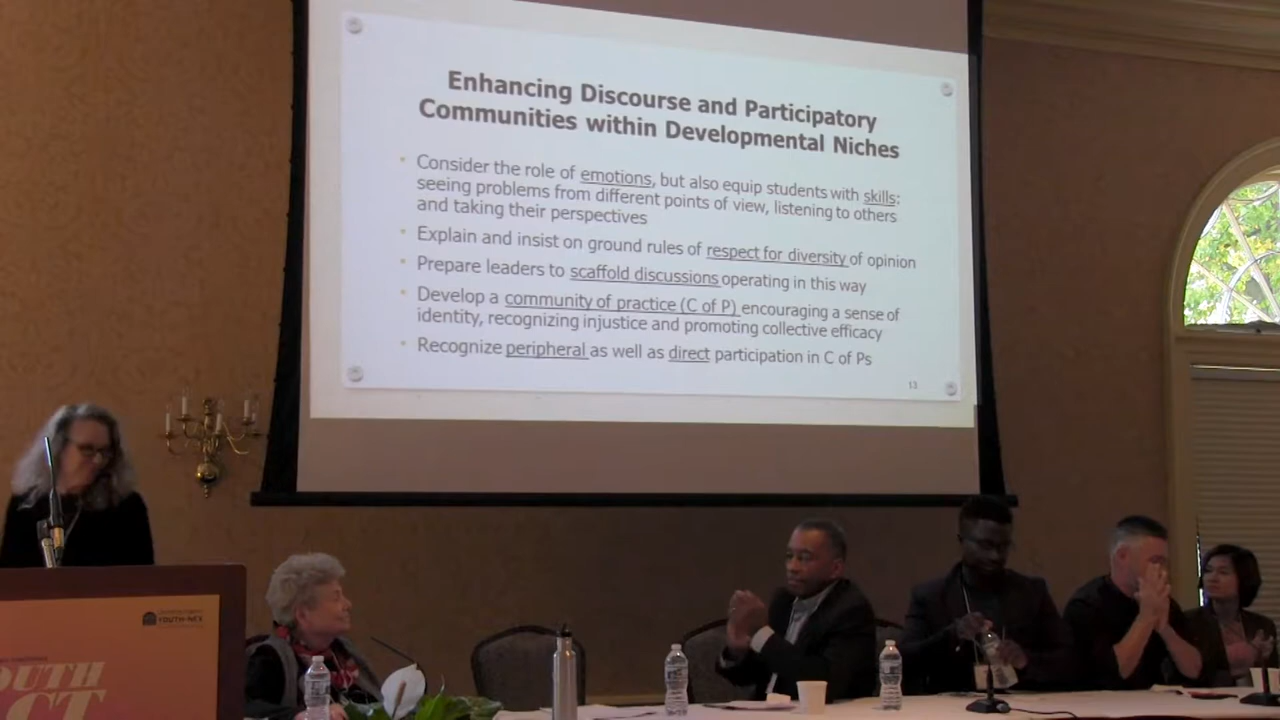 Enhancing Discourse and Participatory
Communities within Developmental Niches
Consider the role of emotions, but also equip students with skills:
seeing problems from different points of view, listening to others
and taking their perspectives
Explain and insist on ground rules of respect for diversity of opinion
Prepare leaders to scaffold discussions operating in this way
Develop a community of practice (C of P) encouraging a sense of
identity, recognizing injustice and promoting collective efficacy
Recognize peripheral as well as direct participation in C of Ps
YOUTH-NEX
OUTH
CT